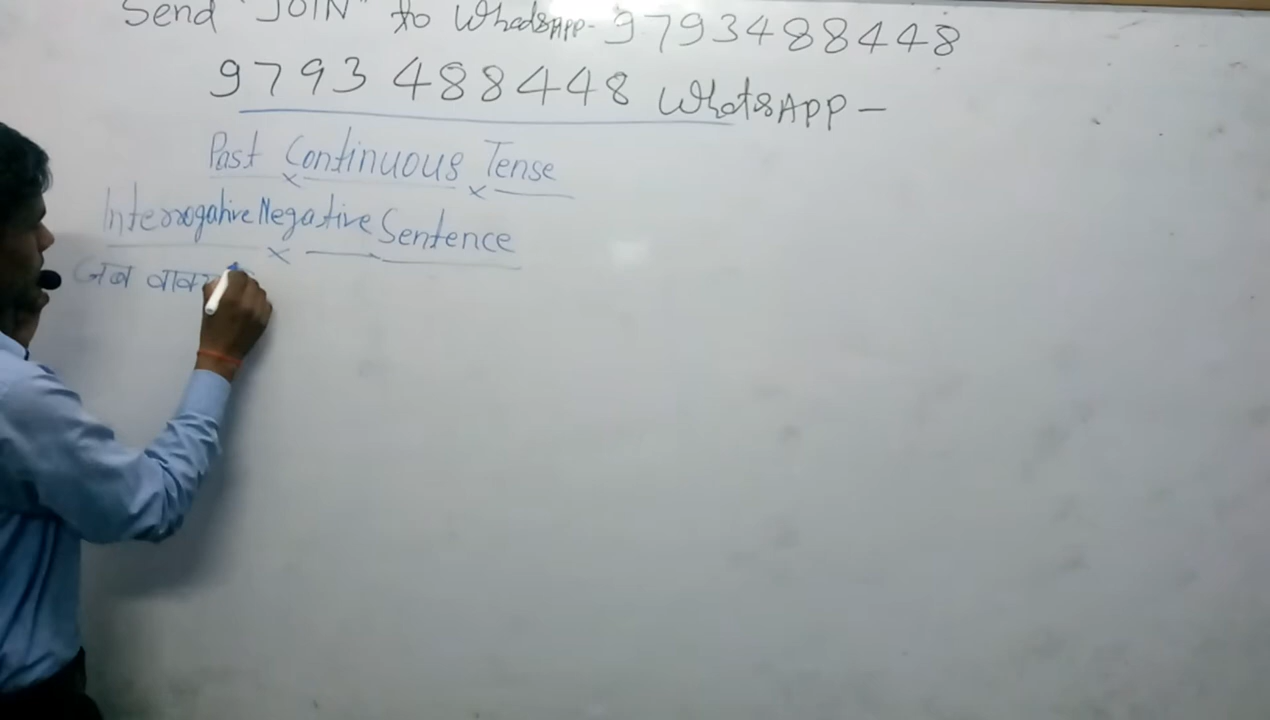 Send "JOIN" to WhatsApp- 9793488448
9793 488448 WhatsApp -
Past Continuous Tense
Interrogative Negative Sentence
जब